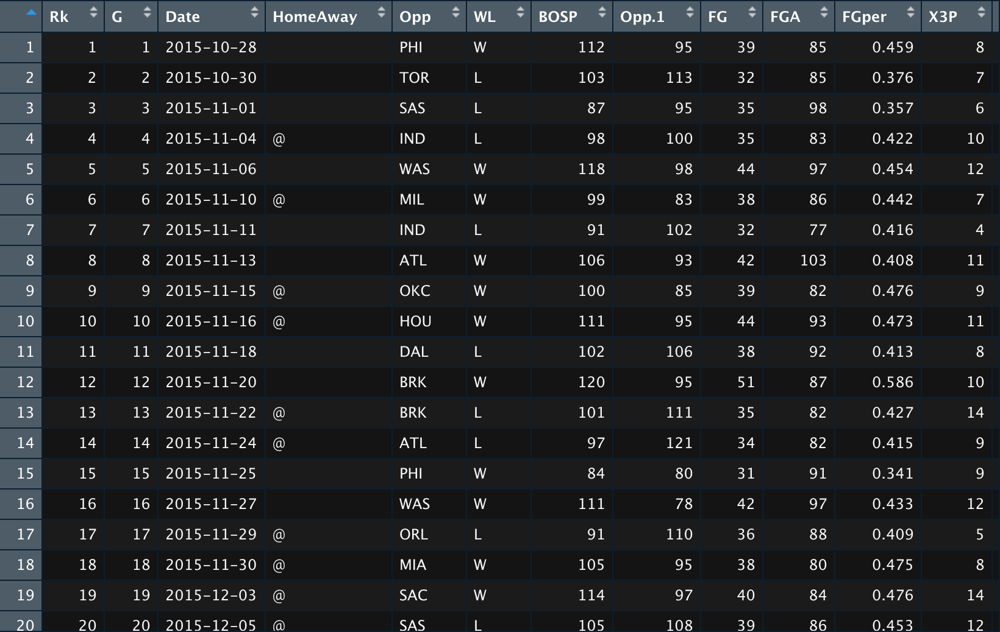 Rk G Date HomeAway Opp WL BOSP Opp.1 FG FGA FGper X3P
1 1 1 2015-10-28 PHI W 112 95 39 85 0.459 8
2 2 2 2015-10-30 TOR L 103 113 32 85 0.376 7
3 3 3 2015-11-01 SAS L 87 95 35 98 0.357 6
4 4 4 2015-11-04 @ IND L 98 100 35 83 0.422 10
5 5 5 2015-11-06 WAS W 118 98 44 97 0.454 12
6 6 6 2015-11-10 @ MIL W 99 83 38 86 0.442 7
7 7 7 2015-11-11 IND L 91 102 32 77 0.416 4
8 8 8 2015-11-13 ATL W 106 93 42 103 0.408 11
9 9 9 2015-11-15 @ OKC W 100 85 39 82 0.476 9
10 10 10 2015-11-16 @ HOU W 111 95 44 93 0.473 11
11 11 11 2015-11-18 DAL L 102 106 38 92 0.413 8
12 12 12 2015-11-20 BRK W 120 95 51 87 0.586 10
13 13 13 2015-11-22 @ BRK L 101 111 35 82 0.427 14
14 14 14 2015-11-24 @ ATL L 97 121 34 82 0.415 9
15 15 15 2015-11-25 PHI W 84 80 31 91 0.341 9
16 16 16 2015-11-27 WAS W 111 78 42 97 0.433 12
17 17 17 2015-11-29 @ ORL L 91 110 36 88 0.409 5
18 18 18 2015-11-30 @ MIA W 105 95 38 80 0.475 8
19 19 19 2015-12-03 @ SAC W 114 97 40 84 0.476 14
20 20 20 2015-12-05 @ SAS L 105 108 39 86 0.453 12